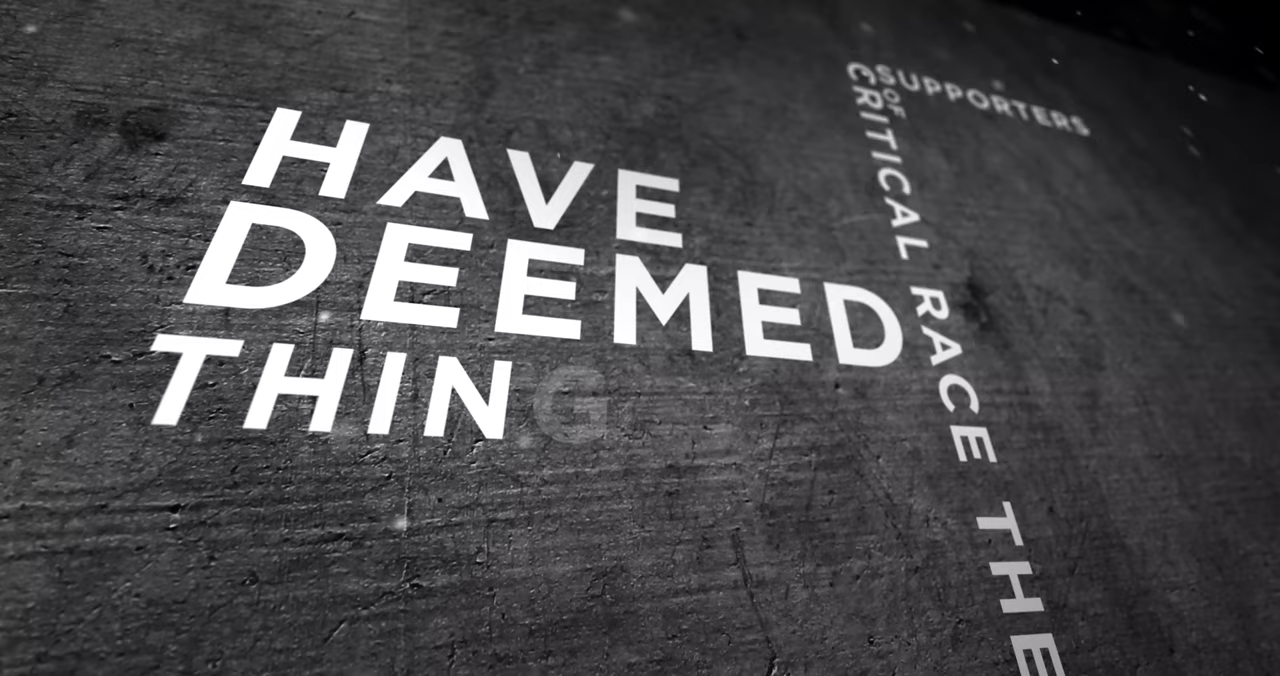 SUPPORTERS
OF
CRITICAL RACE THE
HAVE
DEEMED
THING